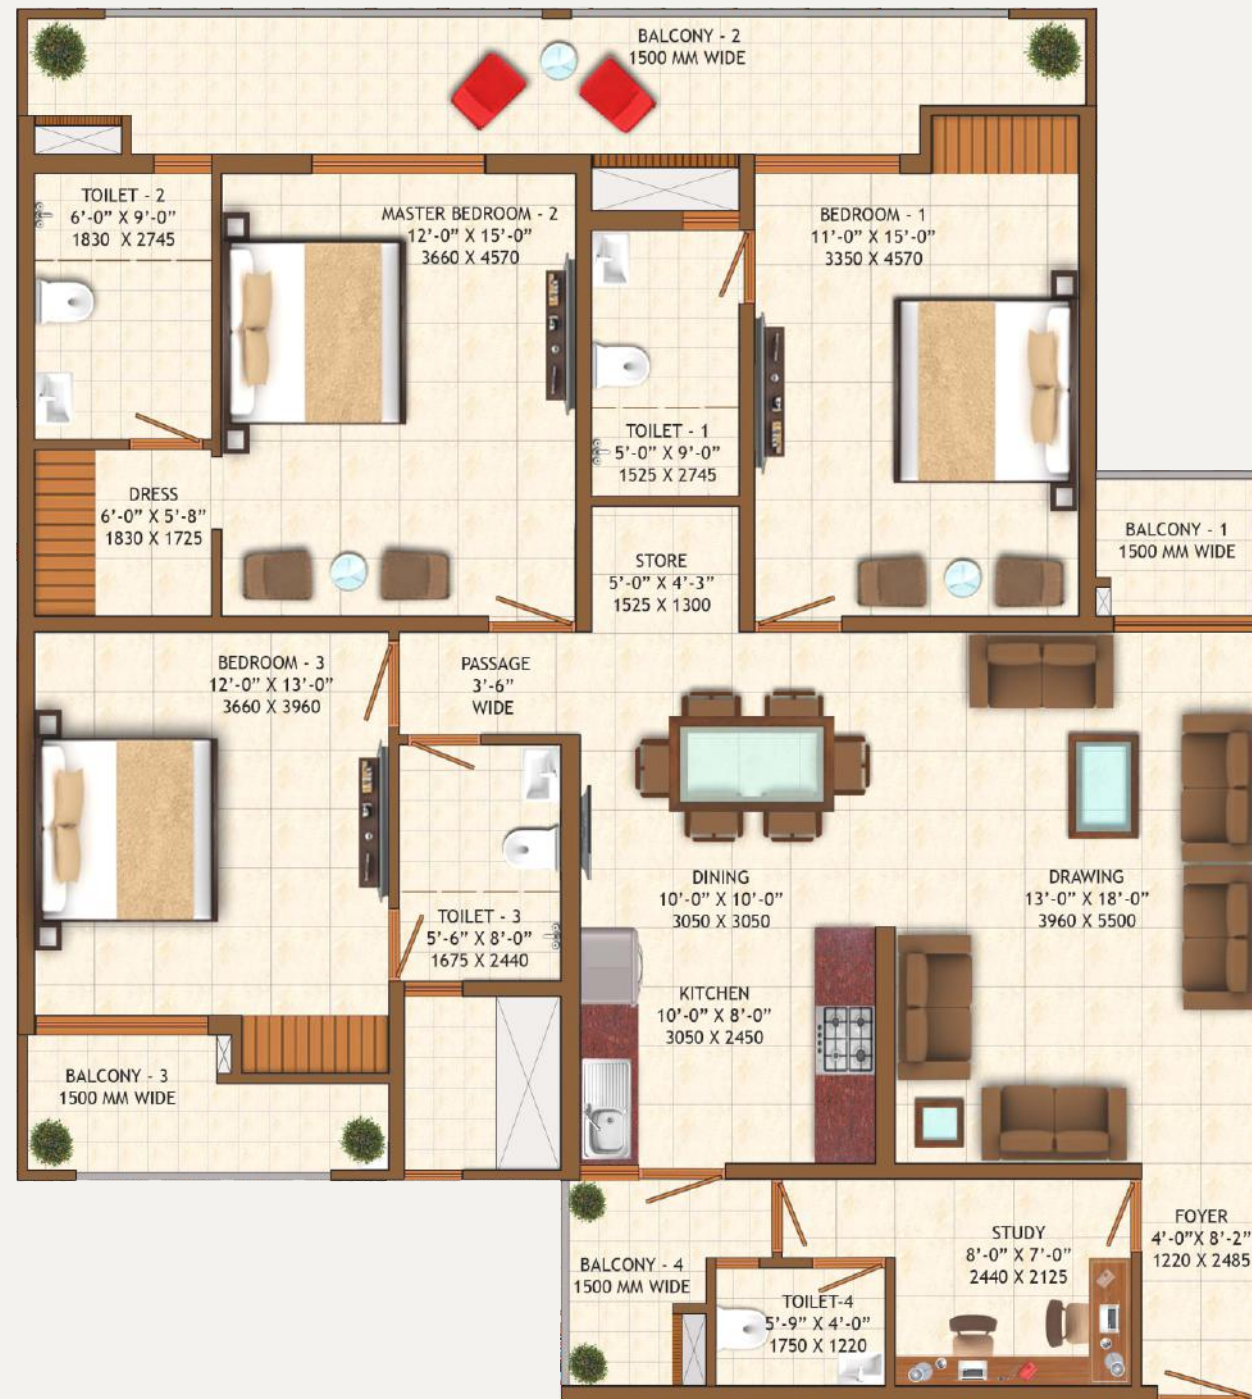 BALCONY - 2
1500 MM WIDE
TOILET - 2
6'-0" X 9'-0"
1830 X 2745
MASTER BEDROOM - 2
12'-0" X 15'-0"
3660 X 4570
BEDROOM - 1
11'-0" X 15'-0"
3350 X 4570
TOILET - 1
5'-0" X 9'-0"
1525 X 2745
DRESS
6'-0" X 5'-8"
1830 X 1725
BALCONY - 1
1500 MM WIDE
STORE
5'-0" X 4'-3"
1525 X 1300
BEDROOM - 3
12'-0" X 13'-0"
3660 X 3960
PASSAGE
3'-6"
WIDE
DINING
10'-0" X 10'-0"
3050 X 3050
DRAWING
13'-0" X 18'-0"
3960 X 5500
TOILET - 3
5'-6" X 8'-0"
1675 X 2440
KITCHEN
10'-0" X 8'-0"
3050 X 2450
BALCONY - 3
1500 MM WIDE
FOYER
4'-0"X 8'-2"
1220 X 2485
STUDY
8'-0" X 7'-0"
2440 X 2125
BALCONY - 4
1500 MM WIDE
TOILET-4
5'-9" X 4'-0"
1750 X 1220